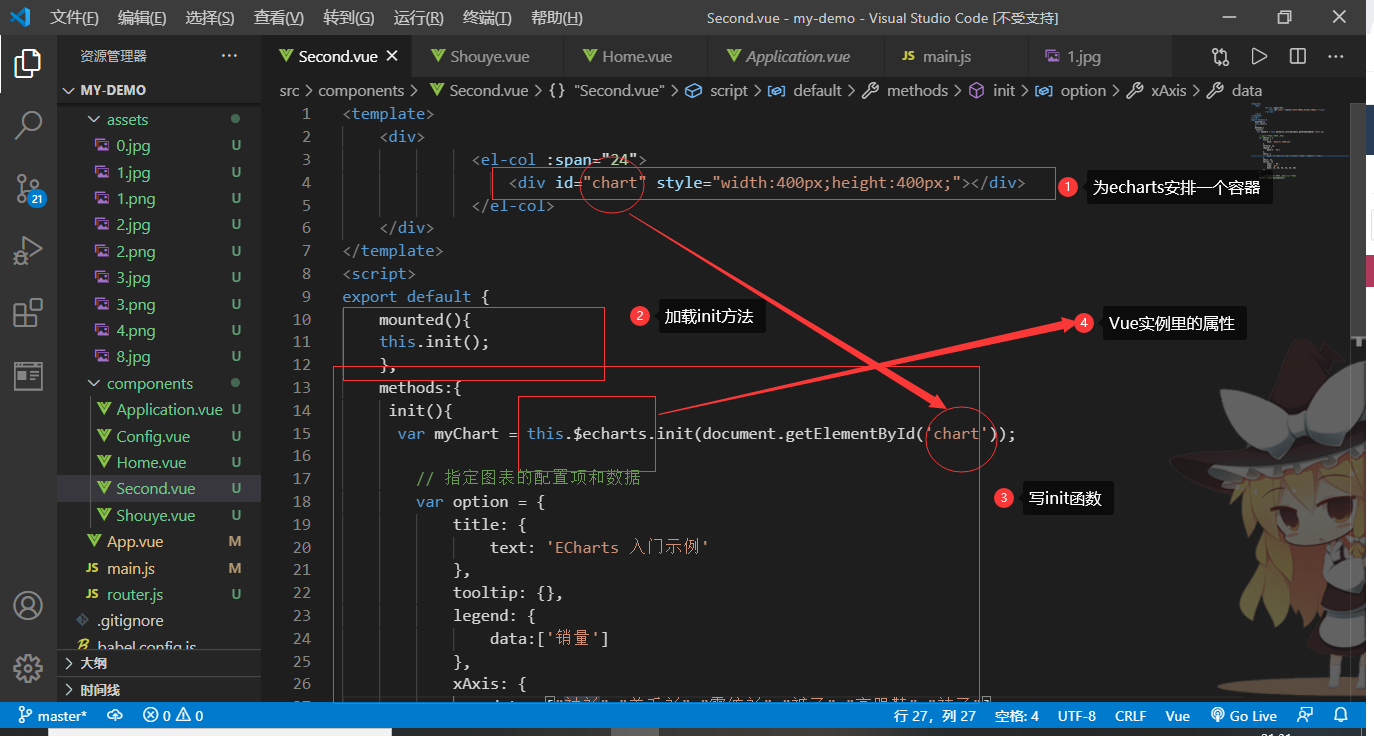 文件(F) 编辑(E) 选择(S) 查看(V) 转到(G) 运行(R) 终端(T) 帮助(H) Second.vue - my-demo - Visual Studio Code [不受支持]
资源管理器 ··· Second.vue Shouye.vue Home.vue Application.vue JS main.js 1.jpg
MY-DEMO
src > components > Second.vue > {} "Second.vue" > script > default > methods > init > option > xAxis > data
assets
0.jpg U
1.jpg U
1.png U
2.jpg U
2.png U
3.jpg U
3.png U
4.png U
8.jpg U
components
Application.vue U
Config.vue U
Home.vue U
Second.vue U
Shouye.vue U
App.vue M
JS main.js M
JS router.js U
.gitignore
babel.config.js
大纲
时间线
21
1 <template>
2 <div>
3 <el-col :span="24">
4 <div id="chart" style="width:400px;height:400px;"></div>
5 </el-col>
6 </div>
7 </template>
8 <script>
9 export default {
10 mounted(){
11 this.init();
12 },
13 methods:{
14 init(){
15 var myChart = this.$echarts.init(document.getElementById('chart'));
16
17 // 指定图表的配置项和数据
18 var option = {
19 title: {
20 text: 'ECharts 入门示例'
21 },
22 tooltip: {},
23 legend: {
24 data:['销量']
25 },
26 xAxis: {
1 为echarts安排一个容器
2 加载init方法
4 Vue实例里的属性
3 写init函数
master* 0 0 行 27，列 27 空格: 4 UTF-8 CRLF Vue Go Live